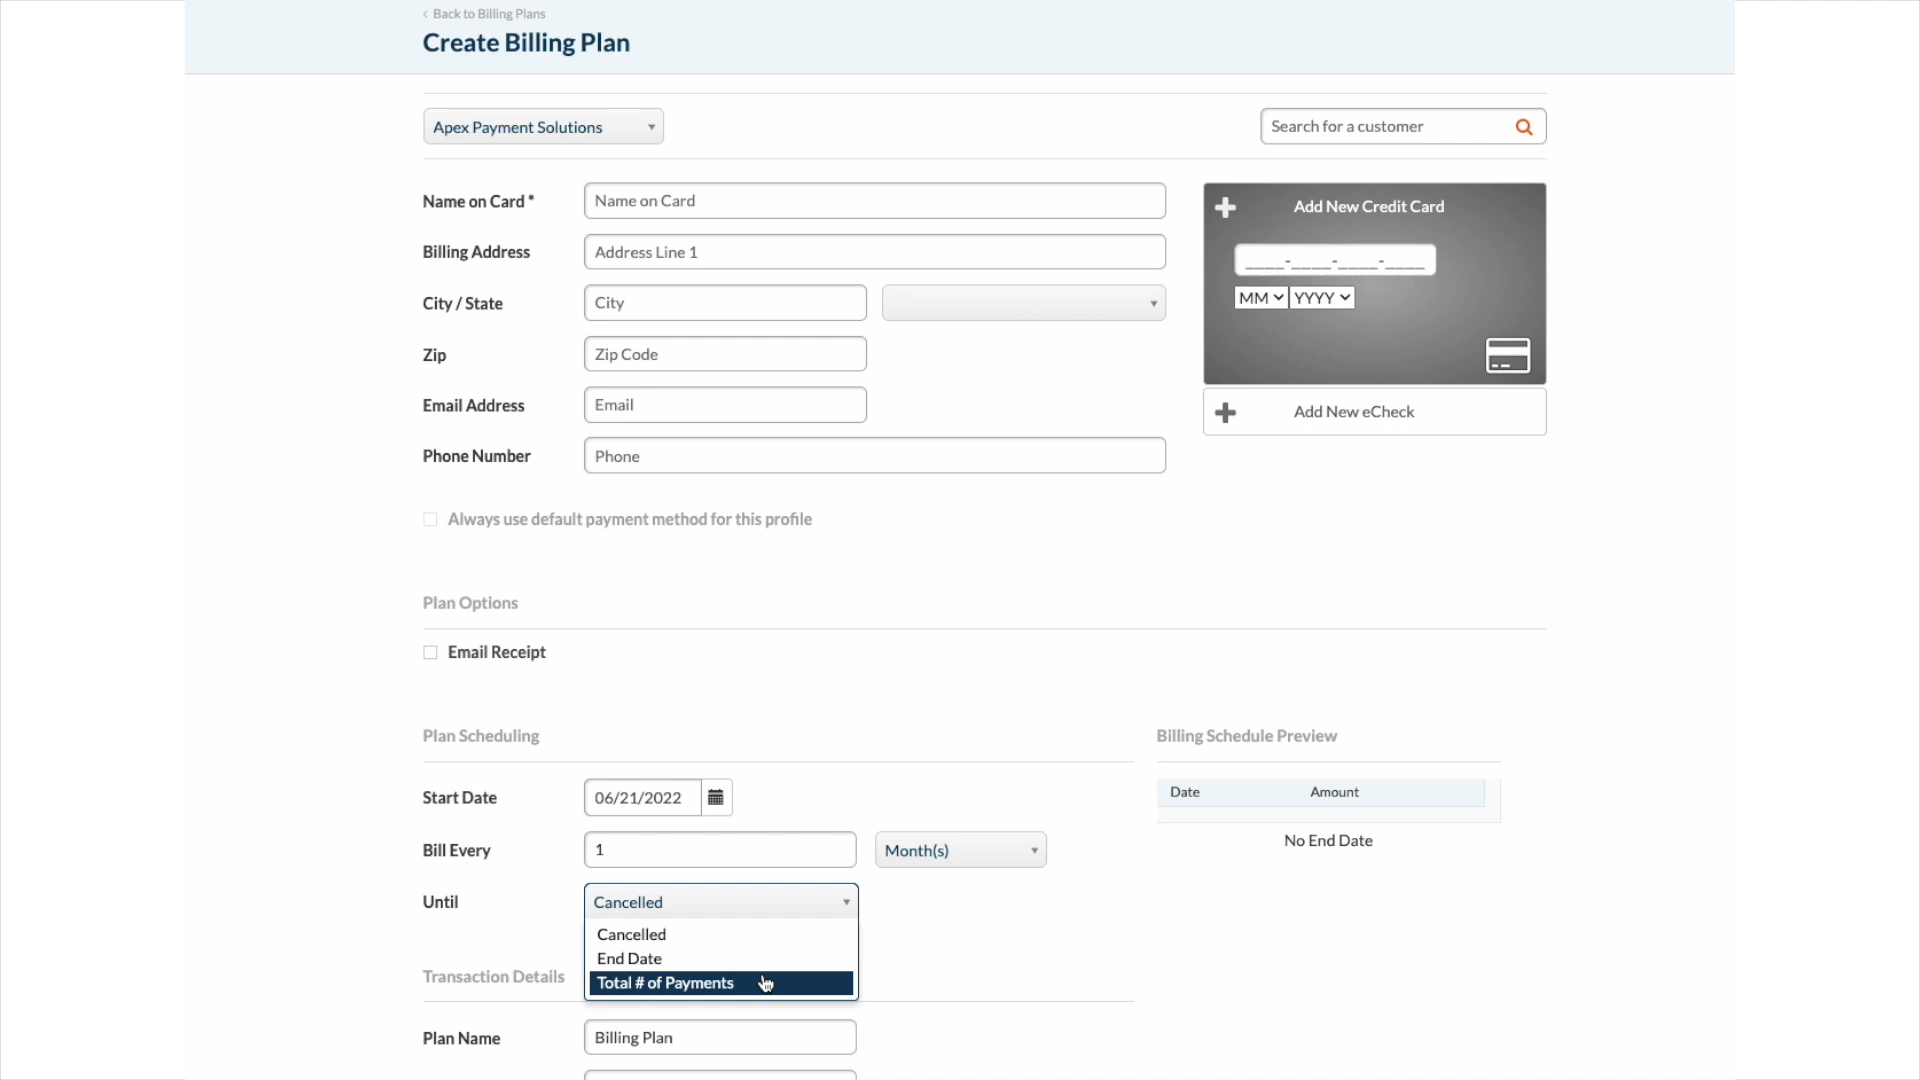 ‹ Back to Billing Plans
Create Billing Plan
Apex Payment Solutions
Search for a customer
Name on Card *
Name on Card
Add New Credit Card
Billing Address
Address Line 1
____-____-____-____
City / State
City
MM YYYY
Zip
Zip Code
Email Address
Email
Add New eCheck
Phone Number
Phone
Always use default payment method for this profile
Plan Options
Email Receipt
Plan Scheduling
Billing Schedule Preview
Start Date
06/21/2022
Date Amount
No End Date
Bill Every
1
Month(s)
Until
Cancelled
Cancelled
End Date
Total # of Payments
Transaction Details
Plan Name
Billing Plan